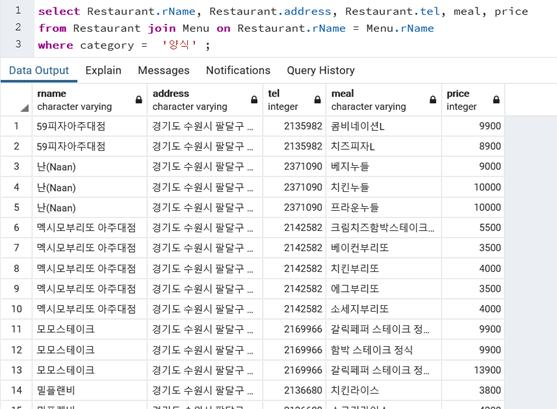 1 select Restaurant.rName, Restaurant.address, Restaurant.tel, meal, price
2 from Restaurant join Menu on Restaurant.rName = Menu.rName
3 where category = '양식' ;
Data Output Explain Messages Notifications Query History
rname address tel meal price
character varying character varying integer character varying integer
1 59피자아주대점 경기도 수원시 팔달구 ... 2135982 콤비네이션L 9900
2 59피자아주대점 경기도 수원시 팔달구 ... 2135982 치즈피자L 8900
3 난(Naan) 경기도 수원시 팔달구 ... 2371090 베지누들 9000
4 난(Naan) 경기도 수원시 팔달구 ... 2371090 치킨누들 10000
5 난(Naan) 경기도 수원시 팔달구 ... 2371090 프라운누들 10000
6 멕시모부리또 아주대점 경기도 수원시 팔달구 ... 2142582 크림치즈함박스테이크... 5500
7 멕시모부리또 아주대점 경기도 수원시 팔달구 ... 2142582 베이컨부리또 3500
8 멕시모부리또 아주대점 경기도 수원시 팔달구 ... 2142582 치킨부리또 4000
9 멕시모부리또 아주대점 경기도 수원시 팔달구 ... 2142582 에그부리또 3500
10 멕시모부리또 아주대점 경기도 수원시 팔달구 ... 2142582 소세지부리또 4000
11 모모스테이크 경기도 수원시 팔달구 ... 2169966 갈릭페퍼 스테이크 정... 9900
12 모모스테이크 경기도 수원시 팔달구 ... 2169966 함박 스테이크 정식 9900
13 모모스테이크 경기도 수원시 팔달구 ... 2169966 갈릭페퍼 스테이크 정... 13900
14 밀플랜비 경기도 수원시 팔달구 ... 2136680 치킨라이스 3800